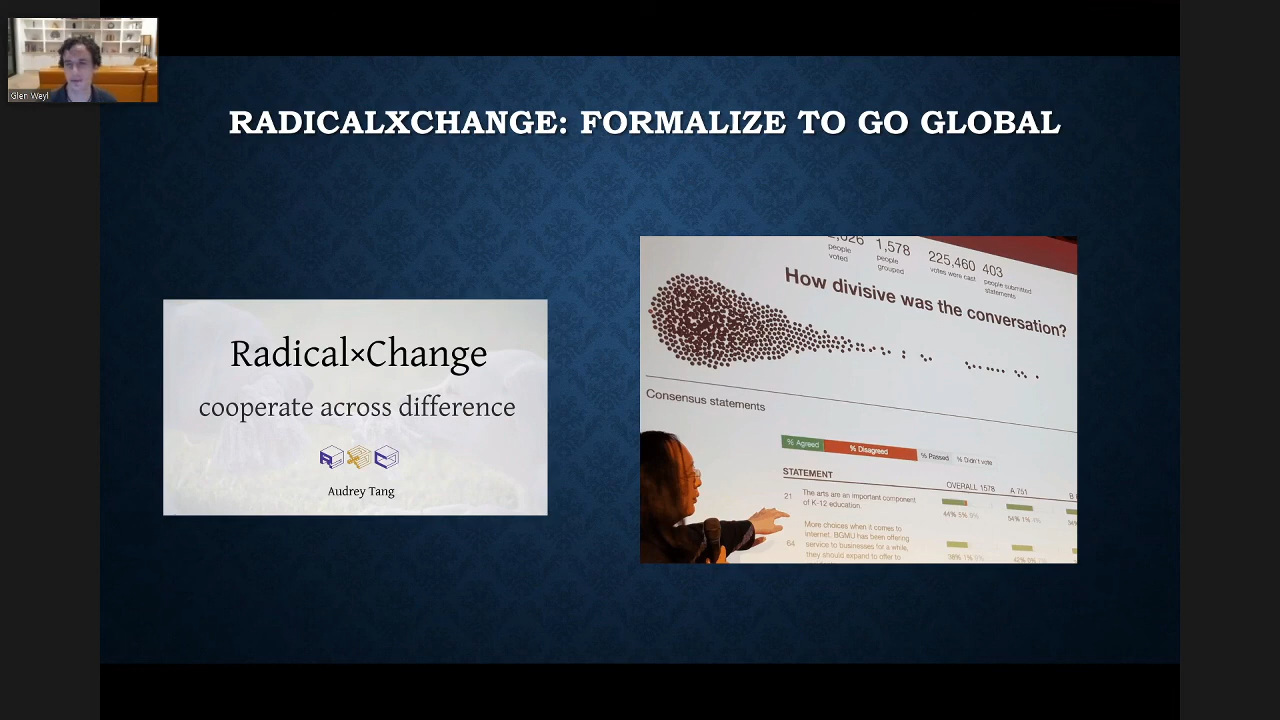 Glen Weyl
RADICALXCHANGE: FORMALIZE TO GO GLOBAL
Radical×Change
cooperate across difference
Audrey Tang
1,578
225,460
403
people
voted
people
grouped
votes were cast
people submitted
statements
How divisive was the conversation?
Consensus statements
% Agreed
% Disagreed
% Passed
% Didn't vote
STATEMENT
OVERALL 1578
A 751
B
21
The arts are an important component
of K-12 education.
44% 5% 9%
54% 1%
64
More choices when it comes to
Internet. BGMU has been offering
service to businesses for a while,
they should expand to offer to
38% 1%
42%